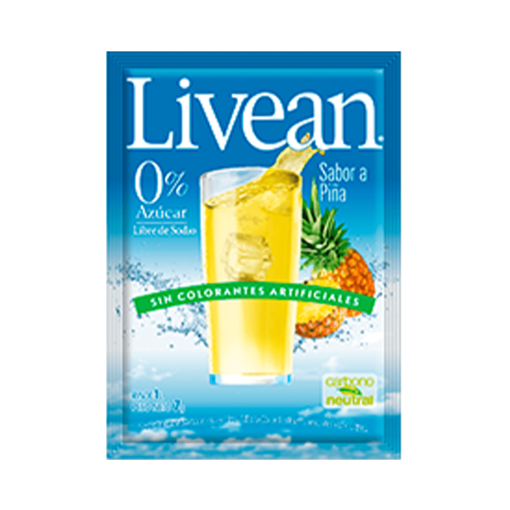 Livean
0%
Azúcar
Libre de Sodio
Sabor a
Piña
SIN COLORANTES ARTIFICIALES
carbono
neutral